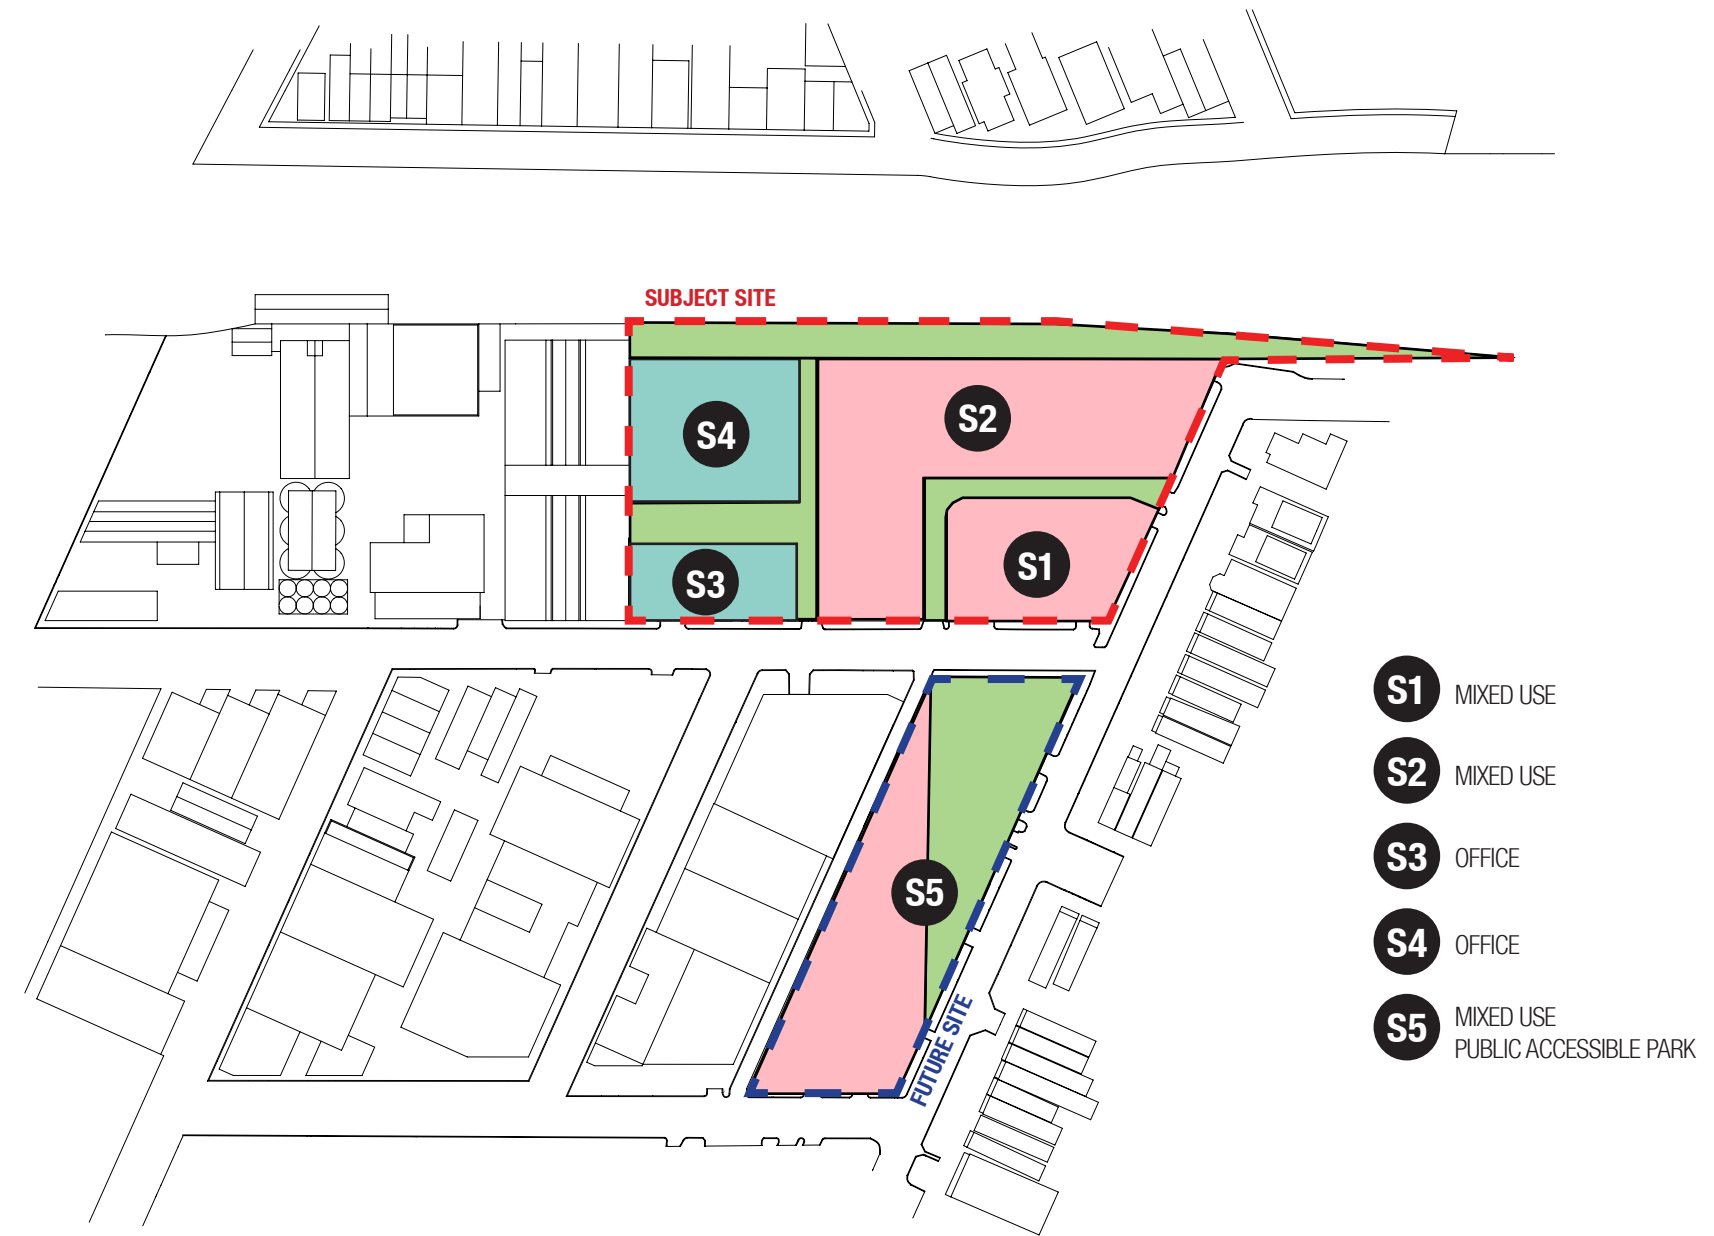 SUBJECT SITE
S4
S2
S3
S1
S5
FUTURE SITE
S1 MIXED USE
S2 MIXED USE
S3 OFFICE
S4 OFFICE
S5 MIXED USE
PUBLIC ACCESSIBLE PARK